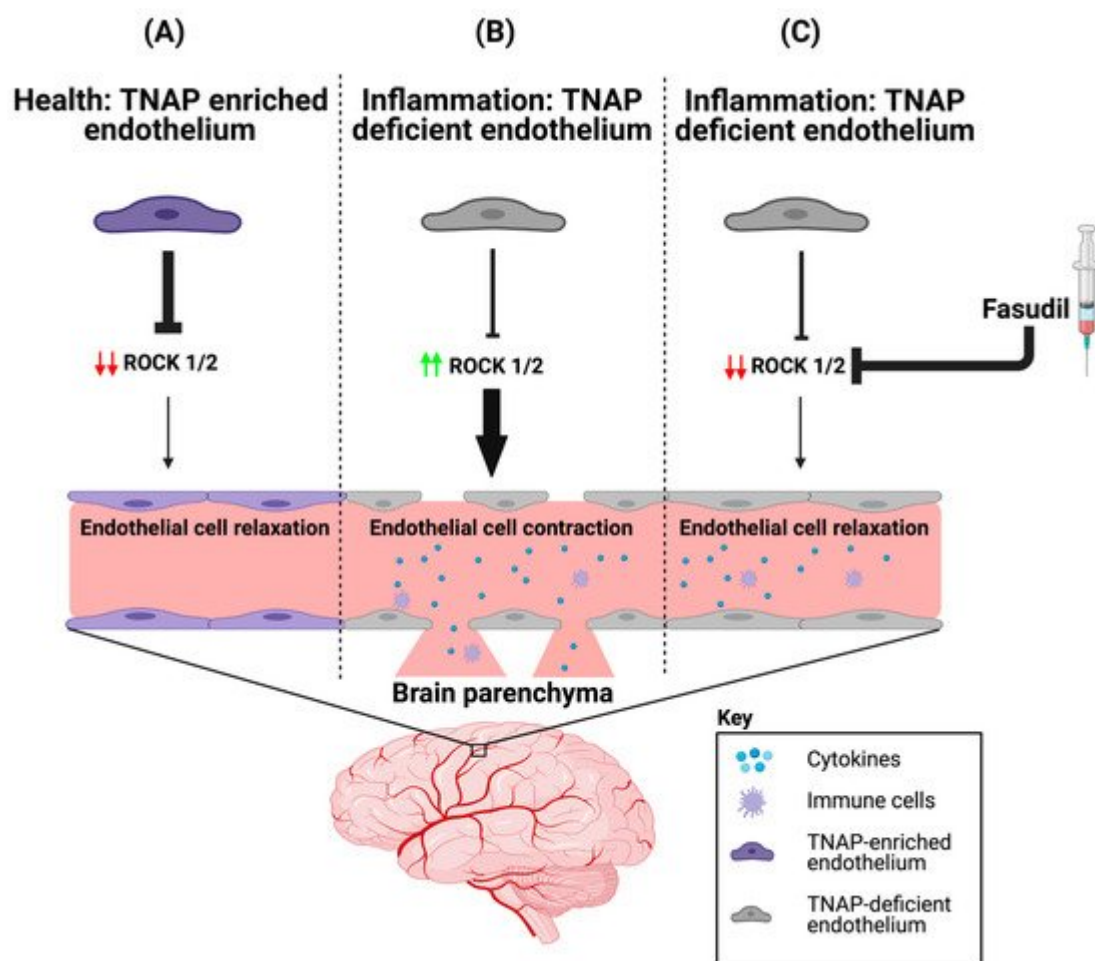 (A)
Health: TNAP enriched
endothelium
(B)
Inflammation: TNAP
deficient endothelium
(C)
Inflammation: TNAP
deficient endothelium
Fasudil
ROCK 1/2
ROCK 1/2
ROCK 1/2
Endothelial cell relaxation
Endothelial cell contraction
Endothelial cell relaxation
Brain parenchyma
Key
Cytokines
Immune cells
TNAP-enriched
endothelium
TNAP-deficient
endothelium